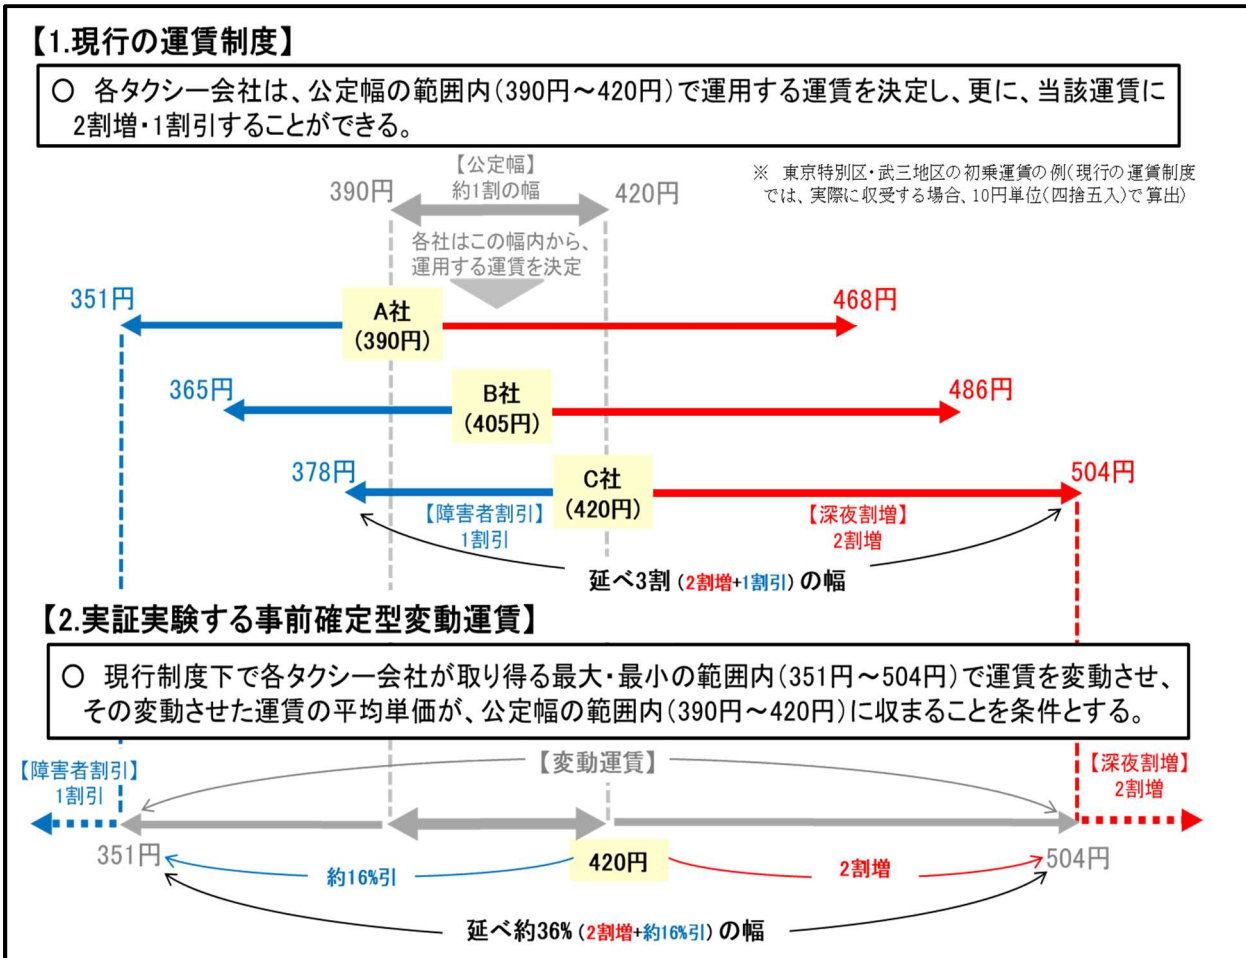 【1.現行の運賃制度】
○ 各タクシー会社は、公定幅の範囲内(390円～420円)で運用する運賃を決定し、更に、当該運賃に
2割増・1割引することができる。
【公定幅】
約1割の幅
390円
420円
※ 東京特別区・武三地区の初乗運賃の例(現行の運賃制度
では、実際に収受する場合、10円単位(四捨五入)で算出)
各社はこの幅内から、
運用する運賃を決定
351円
A社
(390円)
468円
365円
B社
(405円)
486円
378円
C社
(420円)
504円
【障害者割引】
1割引
【深夜割増】
2割増
延べ3割(2割増+1割引)の幅
【2.実証実験する事前確定型変動運賃】
○ 現行制度下で各タクシー会社が取り得る最大・最小の範囲内(351円～504円)で運賃を変動させ、
その変動させた運賃の平均単価が、公定幅の範囲内(390円～420円)に収まることを条件とする。
【変動運賃】
【障害者割引】
1割引
【深夜割増】
2割増
351円
約16%引
420円
2割増
504円
延べ約36%(2割増+約16%引)の幅